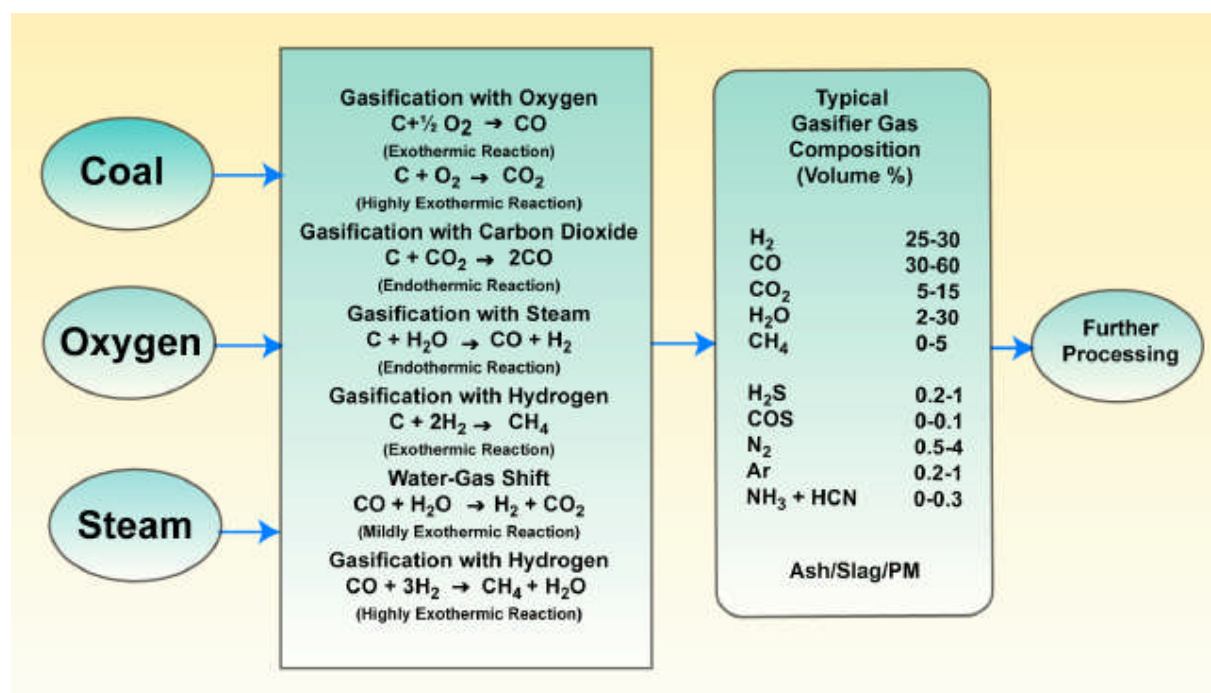 Coal
Oxygen
Steam
Gasification with Oxygen
C+½ O₂ → CO
(Exothermic Reaction)
C + O₂ → CO₂
(Highly Exothermic Reaction)
Gasification with Carbon Dioxide
C + CO₂ → 2CO
(Endothermic Reaction)
Gasification with Steam
C + H₂O → CO + H₂
(Endothermic Reaction)
Gasification with Hydrogen
C + 2H₂ → CH₄
(Exothermic Reaction)
Water-Gas Shift
CO + H₂O → H₂ + CO₂
(Mildly Exothermic Reaction)
Gasification with Hydrogen
CO + 3H₂ → CH₄ + H₂O
(Highly Exothermic Reaction)
Typical
Gasifier Gas
Composition
(Volume %)
H₂ 25-30
CO 30-60
CO₂ 5-15
H₂O 2-30
CH₄ 0-5
H₂S 0.2-1
COS 0-0.1
N₂ 0.5-4
Ar 0.2-1
NH₃ + HCN 0-0.3
Ash/Slag/PM
Further
Processing